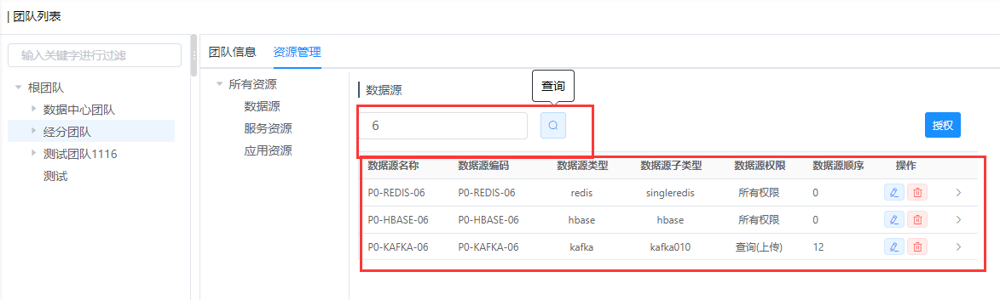 团队列表
输入关键字进行过滤
根团队
数据中心团队
经分团队
测试团队1116
测试
团队信息 资源管理
所有资源
数据源
服务资源
应用资源
数据源
查询
6
授权
数据源名称 数据源编码 数据源类型 数据源子类型 数据源权限 数据源顺序 操作
P0-REDIS-06 P0-REDIS-06 redis singleredis 所有权限 0
P0-HBASE-06 P0-HBASE-06 hbase hbase 所有权限 0
P0-KAFKA-06 P0-KAFKA-06 kafka kafka010 查询(上传) 12